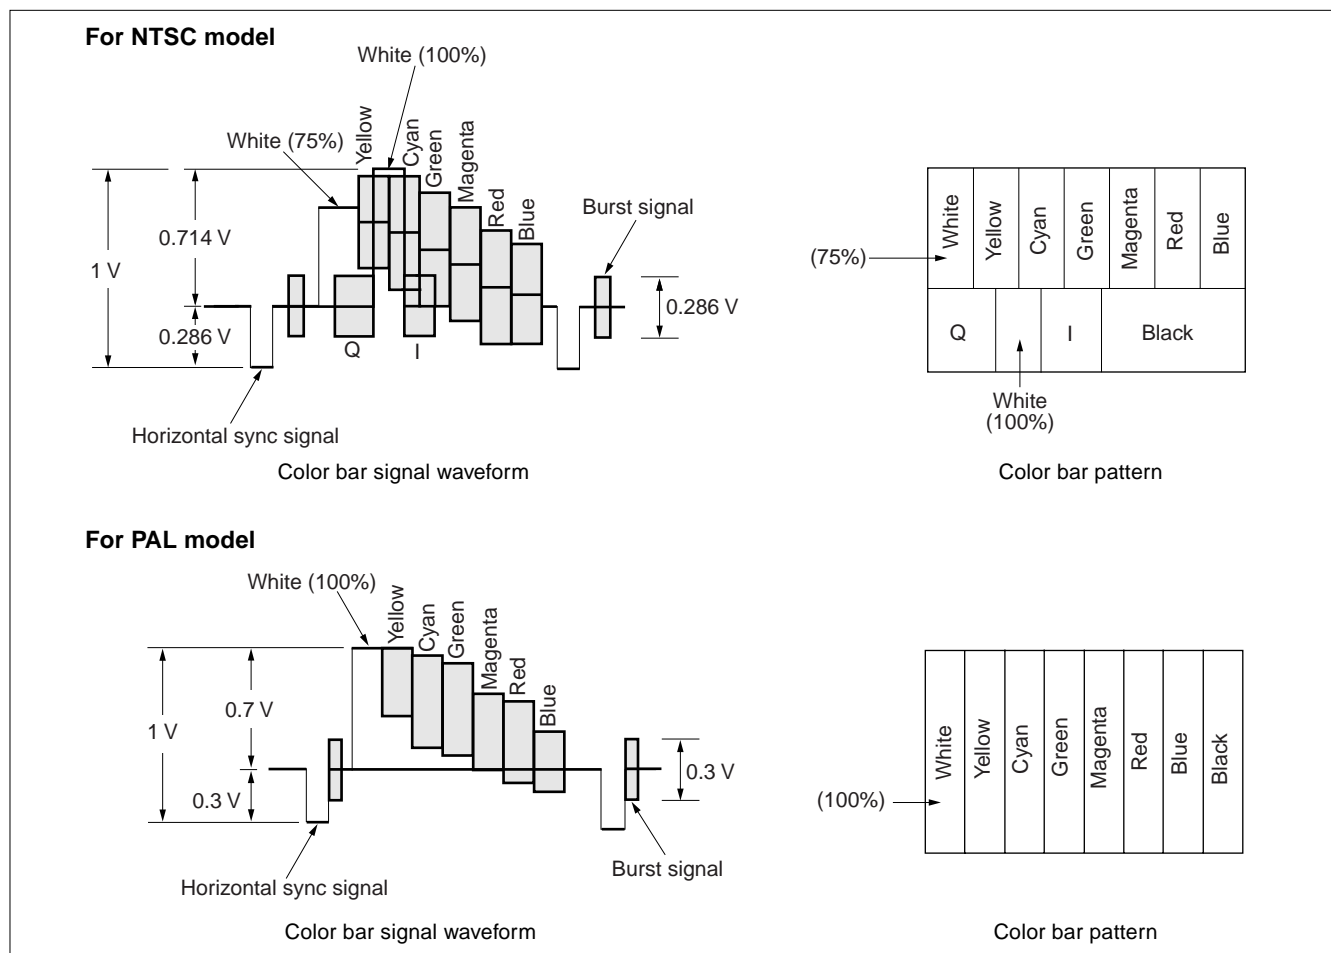 For NTSC model
White (100%)
White (75%)
Yellow
Cyan
Green
Magenta
Red
Blue
Burst signal
0.714 V
1 V
0.286 V
0.286 V
Q
I
Horizontal sync signal
Color bar signal waveform
White
Yellow
Cyan
Green
Magenta
Red
Blue
(75%)
Q
I
Black
White
(100%)
Color bar pattern
For PAL model
White (100%)
Yellow
Cyan
Green
Magenta
Red
Blue
0.7 V
1 V
0.3 V
0.3 V
Burst signal
Horizontal sync signal
Color bar signal waveform
White
Yellow
Cyan
Green
Magenta
Red
Blue
Black
(100%)
Color bar pattern